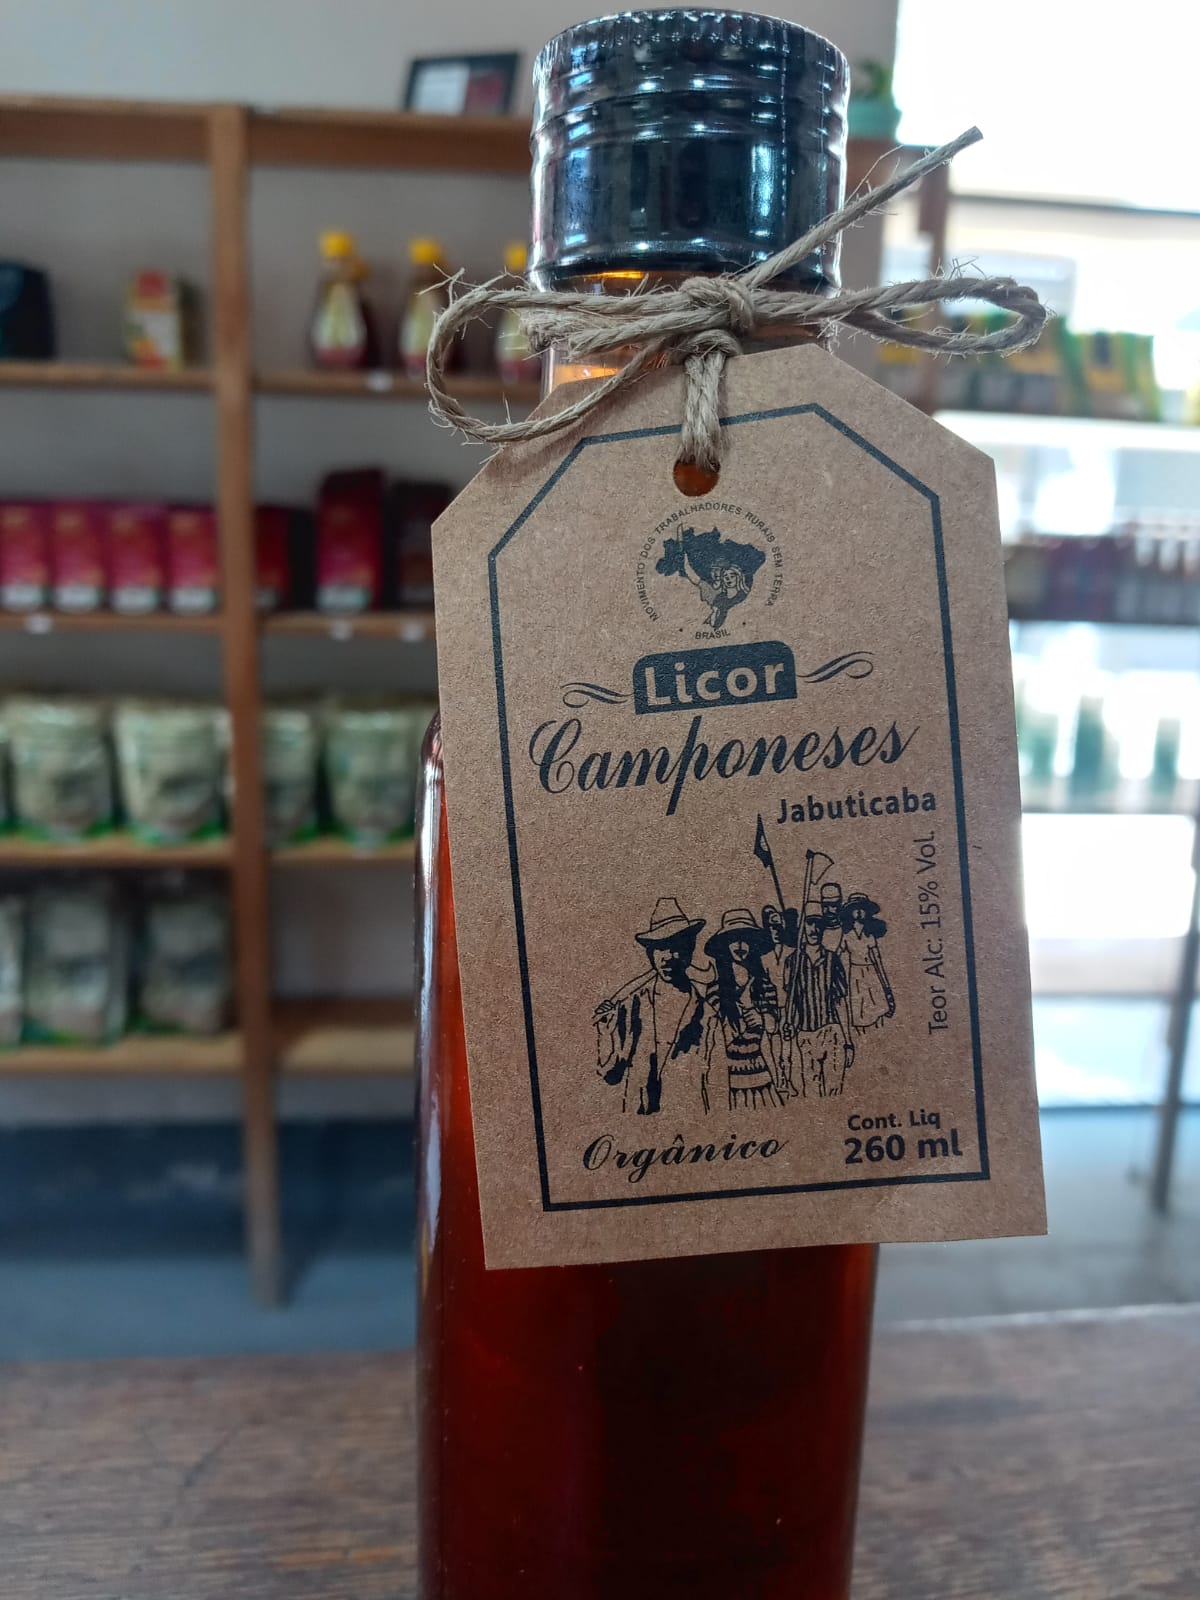 MOVIMENTO DOS TRABALHADORES RURAIS SEM TERRA
• BRASIL •
Licor
Camponeses
Jabuticaba
Teor Alc: 15% Vol.
Orgânico
Cont. Liq
260 ml